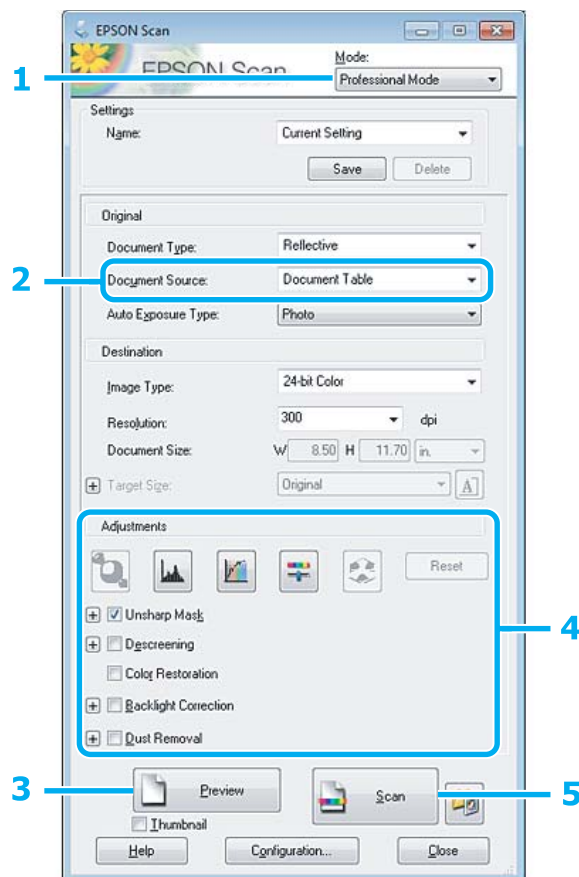 EPSON Scan
EPSON Scan
Mode:
1
Professional Mode
Settings
Name: Current Setting
Save Delete
Original
Document Type: Reflective
2
Document Source: Document Table
Auto Exposure Type: Photo
Destination
Image Type: 24-bit Color
Resolution: 300 dpi
Document Size: W 8.50 H 11.70 in.
Target Size: Original A
Adjustments
Reset
Unsharp Mask
4
Descreening
Color Restoration
Backlight Correction
Dust Removal
3 Preview Scan 5
Thumbnail
Help Configuration... Close